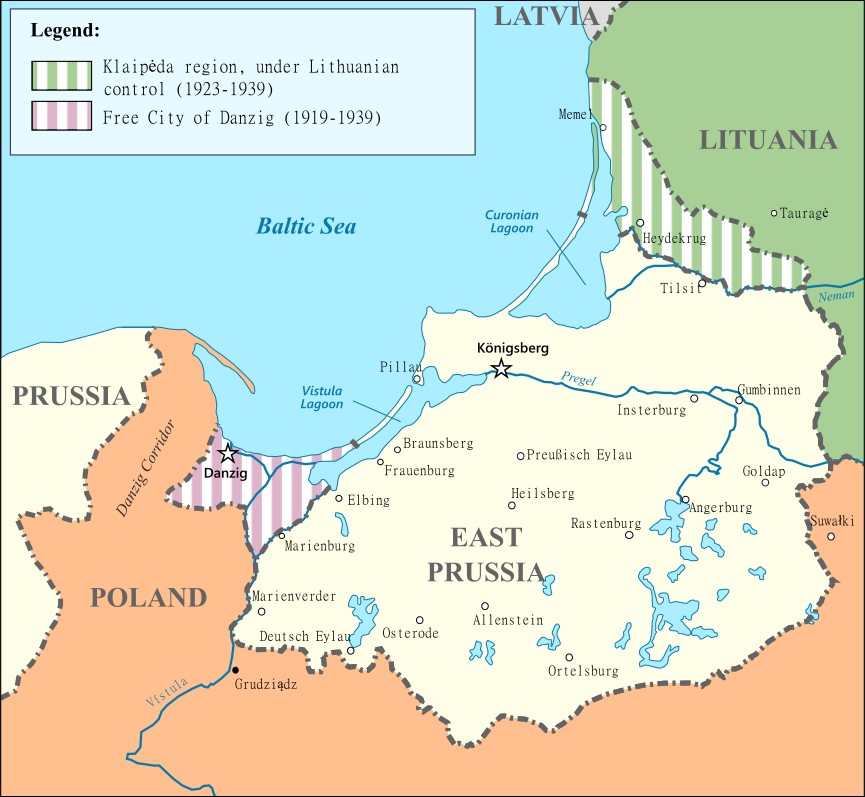 LATVIA
Legend:
Klaipėda region, under Lithuanian
control (1923-1939)
Free City of Danzig (1919-1939)
Memel
LITUANIA
Tauragė
Baltic Sea
Curonian
Lagoon
Heydekrug
Tilsit
Neman
Königsberg
Pillau
Pregel
PRUSSIA
Vistula
Lagoon
Gumbinnen
Insterburg
Danzig Corridor
Braunsberg
Preußisch Eylau
Frauenburg
Danzig
Goldap
Elbing
Heilsberg
Angerburg
Rastenburg
Suwałki
Marienburg
EAST
PRUSSIA
POLAND
Marienverder
Allenstein
Osterode
Deutsch Eylau
Ortelsburg
Grudziądz
Vistula